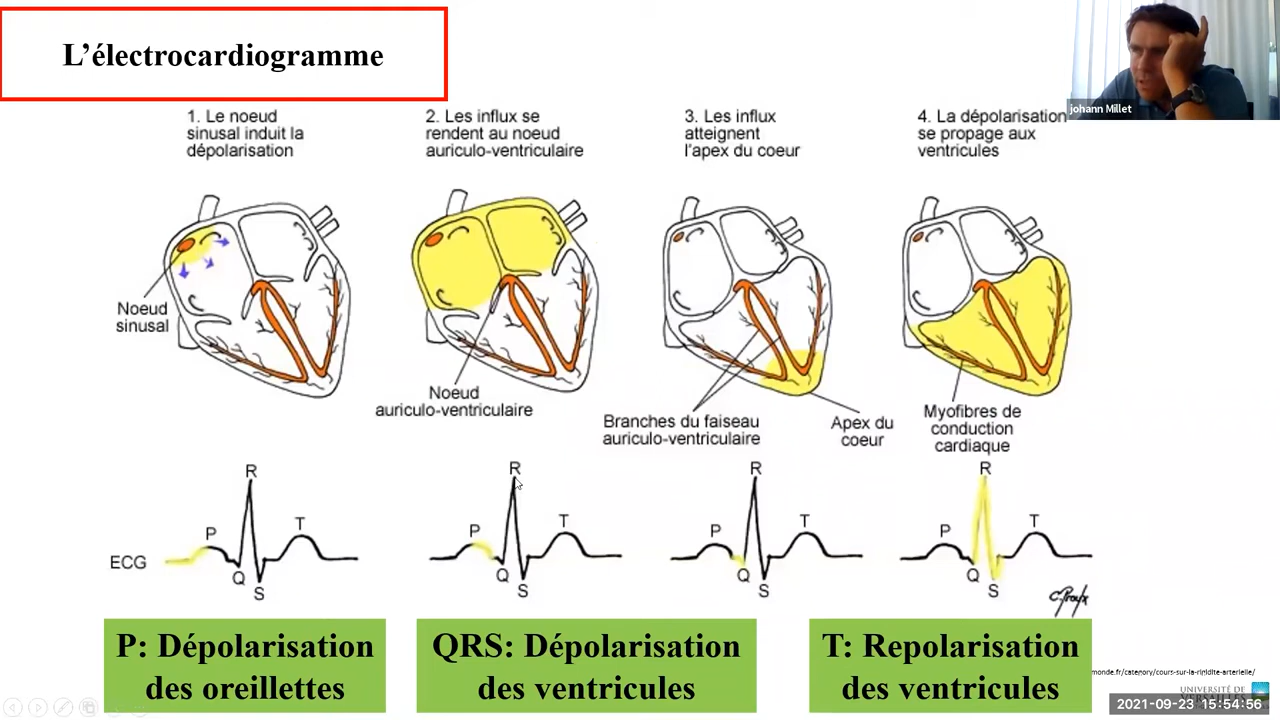 L'électrocardiogramme
johann Millet
1. Le noeud
sinusal induit la
dépolarisation
2. Les influx se
rendent au noeud
auriculo-ventriculaire
3. Les influx
atteignent
l'apex du coeur
4. La dépolarisation
se propage aux
ventricules
Noeud
sinusal
Noeud
auriculo-ventriculaire
Branches du faiseau
auriculo-ventriculaire
Apex du
coeur
Myofibres de
conduction
cardiaque
ECG
P
Q
R
S
T
P
Q
R
S
T
P
Q
R
S
T
P
Q
R
S
T
C. Proulx
P: Dépolarisation
des oreillettes
QRS: Dépolarisation
des ventricules
T: Repolarisation
des ventricules
monde.fr/category/cours-sur-la-rigidite-arterielle/
UNIVERSITÉ DE
2021-09-23 15:54:56